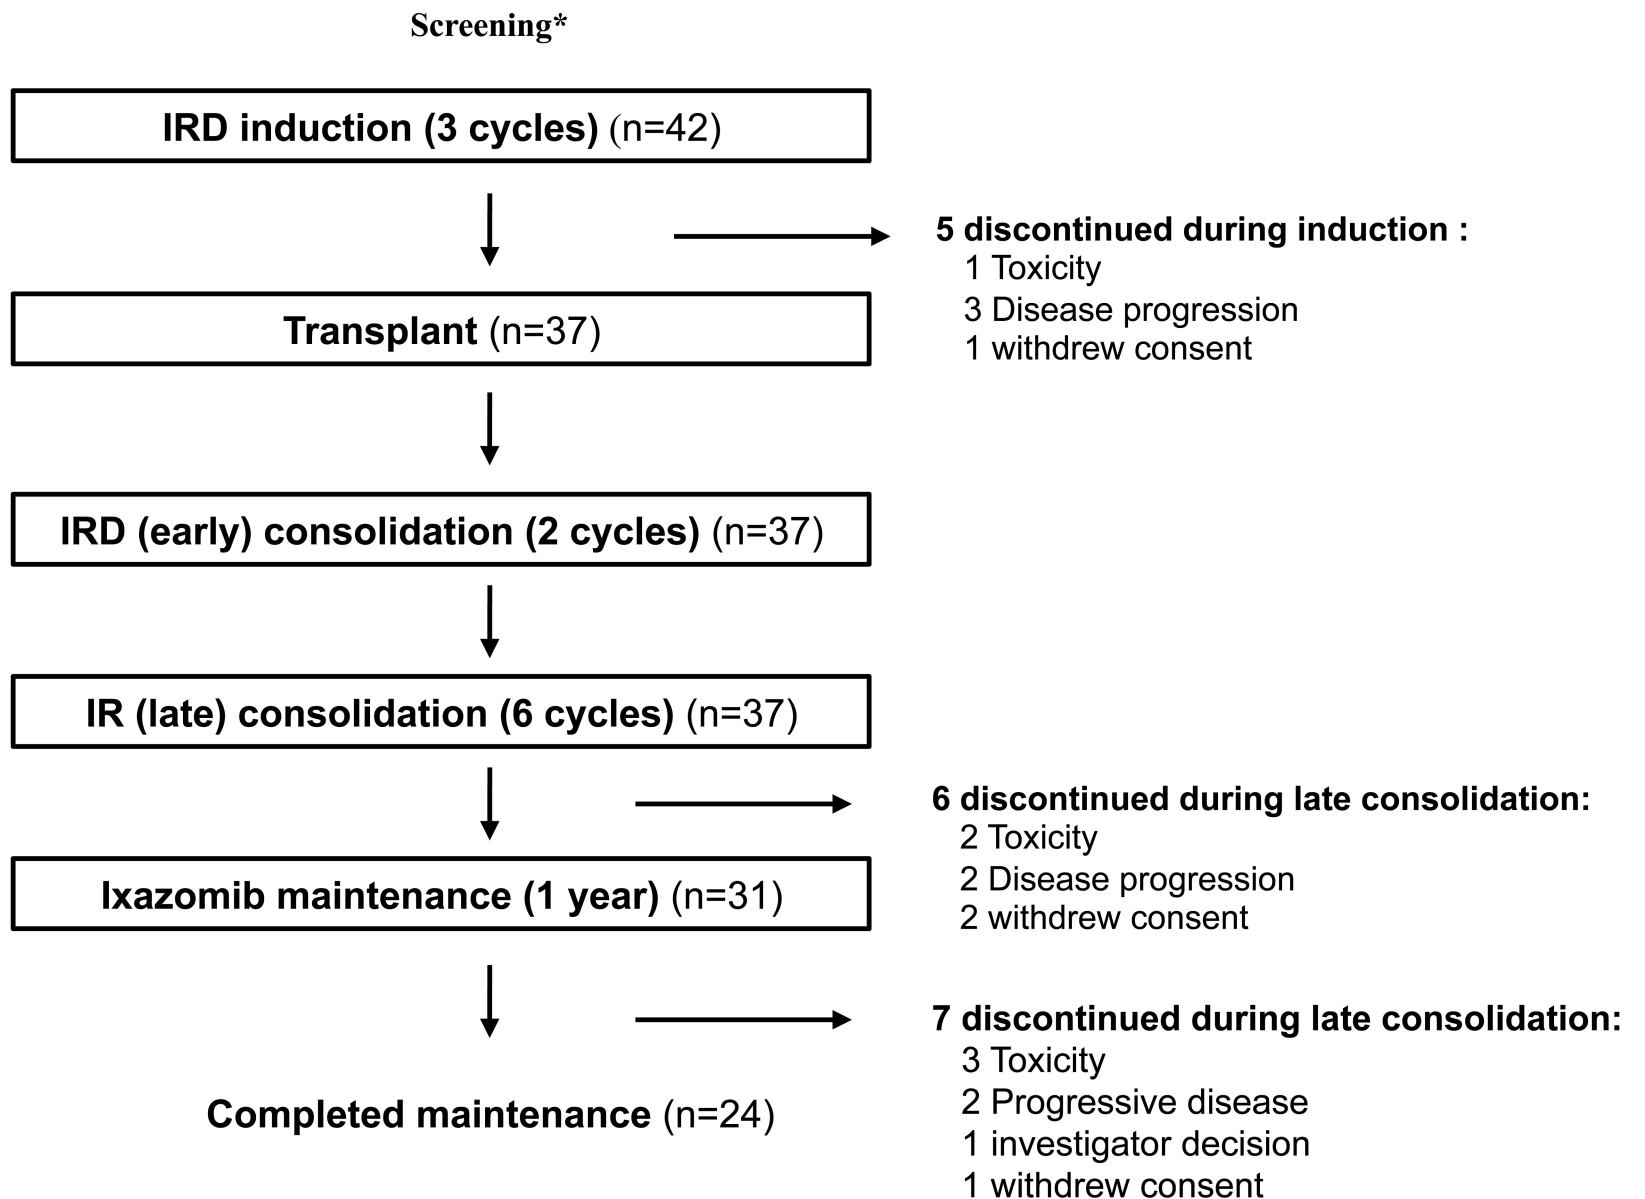 Screening*
IRD induction (3 cycles) (n=42)
5 discontinued during induction :
1 Toxicity
3 Disease progression
1 withdrew consent
Transplant (n=37)
IRD (early) consolidation (2 cycles) (n=37)
IR (late) consolidation (6 cycles) (n=37)
6 discontinued during late consolidation:
2 Toxicity
2 Disease progression
2 withdrew consent
Ixazomib maintenance (1 year) (n=31)
7 discontinued during late consolidation:
3 Toxicity
2 Progressive disease
1 investigator decision
1 withdrew consent
Completed maintenance (n=24)